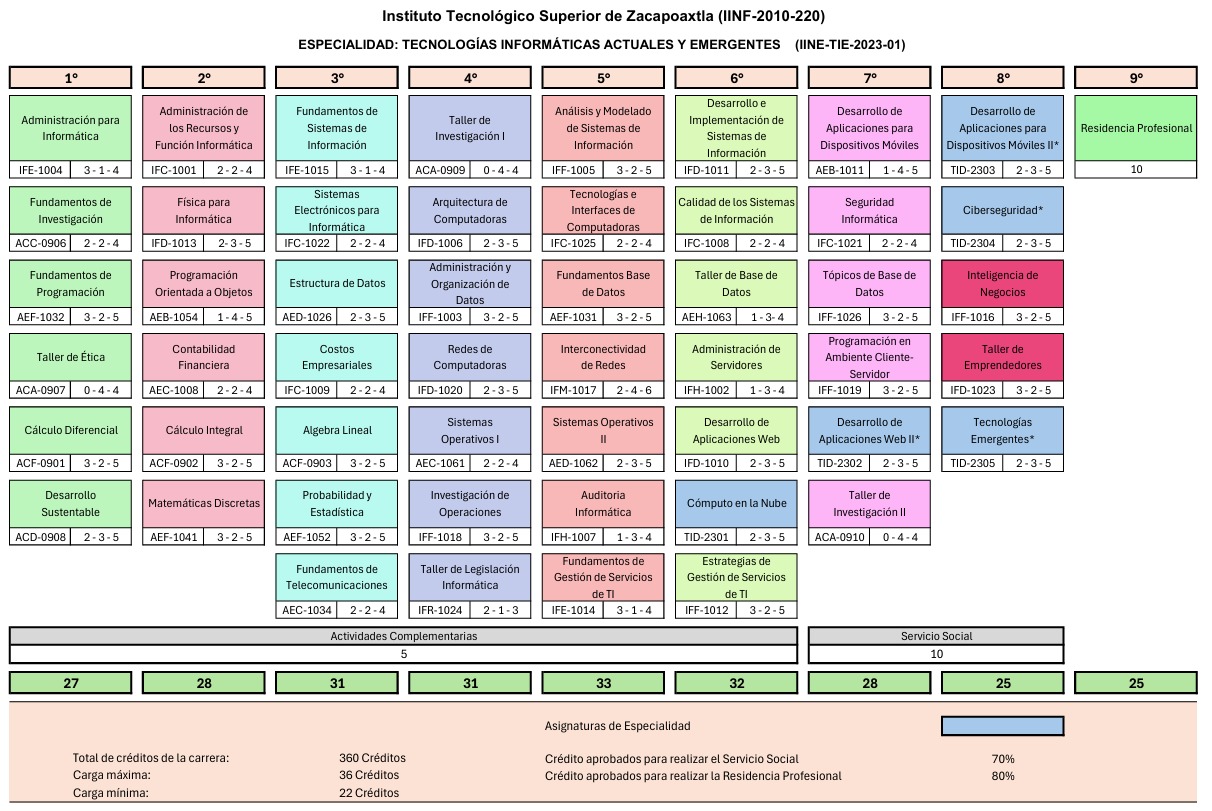 Instituto Tecnológico Superior de Zacapoaxtla (IINF-2010-220)
ESPECIALIDAD: TECNOLOGÍAS INFORMÁTICAS ACTUALES Y EMERGENTES (IINE-TIE-2023-01)
1° 2° 3° 4° 5° 6° 7° 8° 9°
Administración para
Informática
IFE-1004 3 - 1 - 4
Administración de
los Recursos y
Función Informática
IFC-1001 2 - 2 - 4
Fundamentos de
Sistemas de
Información
IFE-1015 3 - 1 - 4
Taller de
Investigación I
ACA-0909 0 - 4 - 4
Análisis y Modelado
de Sistemas de
Información
IFF-1005 3 - 2 - 5
Desarrollo e
Implementación de
Sistemas de
Información
IFD-1011 2 - 3 - 5
Desarrollo de
Aplicaciones para
Dispositivos Móviles
AEB-1011 1 - 4 - 5
Desarrollo de
Aplicaciones para
Dispositivos Móviles II*
TID-2303 2 - 3 - 5
Residencia Profesional
10
Fundamentos de
Investigación
ACC-0906 2 - 2 - 4
Física para
Informática
IFD-1013 2 - 3 - 5
Sistemas
Electrónicos para
Informática
IFC-1022 2 - 2 - 4
Arquitectura de
Computadoras
IFD-1006 2 - 3 - 5
Tecnologías e
Interfaces de
Computadoras
IFC-1025 2 - 2 - 4
Calidad de los Sistemas
de Información
IFC-1008 2 - 2 - 4
Seguridad
Informática
IFC-1021 2 - 2 - 4
Ciberseguridad*
TID-2304 2 - 3 - 5
Fundamentos de
Programación
AEF-1032 3 - 2 - 5
Programación
Orientada a Objetos
AEB-1054 1 - 4 - 5
Estructura de Datos
AED-1026 2 - 3 - 5
Administración y
Organización de
Datos
IFF-1003 3 - 2 - 5
Fundamentos Base
de Datos
AEF-1031 3 - 2 - 5
Taller de Base de
Datos
AEH-1063 1 - 3 - 4
Tópicos de Base de
Datos
IFF-1026 3 - 2 - 5
Inteligencia de
Negocios
IFF-1016 3 - 2 - 5
Taller de Ética
ACA-0907 0 - 4 - 4
Contabilidad
Financiera
AEC-1008 2 - 2 - 4
Costos
Empresariales
IFC-1009 2 - 2 - 4
Redes de
Computadoras
IFD-1020 2 - 3 - 5
Interconectividad
de Redes
IFM-1017 2 - 4 - 6
Administración de
Servidores
IFH-1002 1 - 3 - 4
Programación en
Ambiente Cliente-
Servidor
IFF-1019 3 - 2 - 5
Taller de
Emprendedores
IFD-1023 3 - 2 - 5
Cálculo Diferencial
ACF-0901 3 - 2 - 5
Cálculo Integral
ACF-0902 3 - 2 - 5
Algebra Lineal
ACF-0903 3 - 2 - 5
Sistemas
Operativos I
AEC-1061 2 - 2 - 4
Sistemas Operativos
II
AED-1062 2 - 3 - 5
Desarrollo de
Aplicaciones Web
IFD-1010 2 - 3 - 5
Desarrollo de
Aplicaciones Web II*
TID-2302 2 - 3 - 5
Tecnologías
Emergentes*
TID-2305 2 - 3 - 5
Desarrollo
Sustentable
ACD-0908 2 - 3 - 5
Matemáticas Discretas
AEF-1041 3 - 2 - 5
Probabilidad y
Estadística
AEF-1052 3 - 2 - 5
Investigación de
Operaciones
IFF-1018 3 - 2 - 5
Auditoria
Informática
IFH-1007 1 - 3 - 4
Cómputo en la Nube
TID-2301 2 - 3 - 5
Taller de
Investigación II
ACA-0910 0 - 4 - 4
Fundamentos de
Telecomunicaciones
AEC-1034 2 - 2 - 4
Taller de Legislación
Informática
IFR-1024 2 - 1 - 3
Fundamentos de
Gestión de Servicios
de TI
IFE-1014 3 - 1 - 4
Estrategias de
Gestión de Servicios
de TI
IFF-1012 3 - 2 - 5
Actividades Complementarias
5
Servicio Social
10
27 28 31 31 33 32 28 25 25
Asignaturas de Especialidad
Total de créditos de la carrera: 360 Créditos
Carga máxima: 36 Créditos
Carga mínima: 22 Créditos
Crédito aprobados para realizar el Servicio Social 70%
Crédito aprobados para realizar la Residencia Profesional 80%